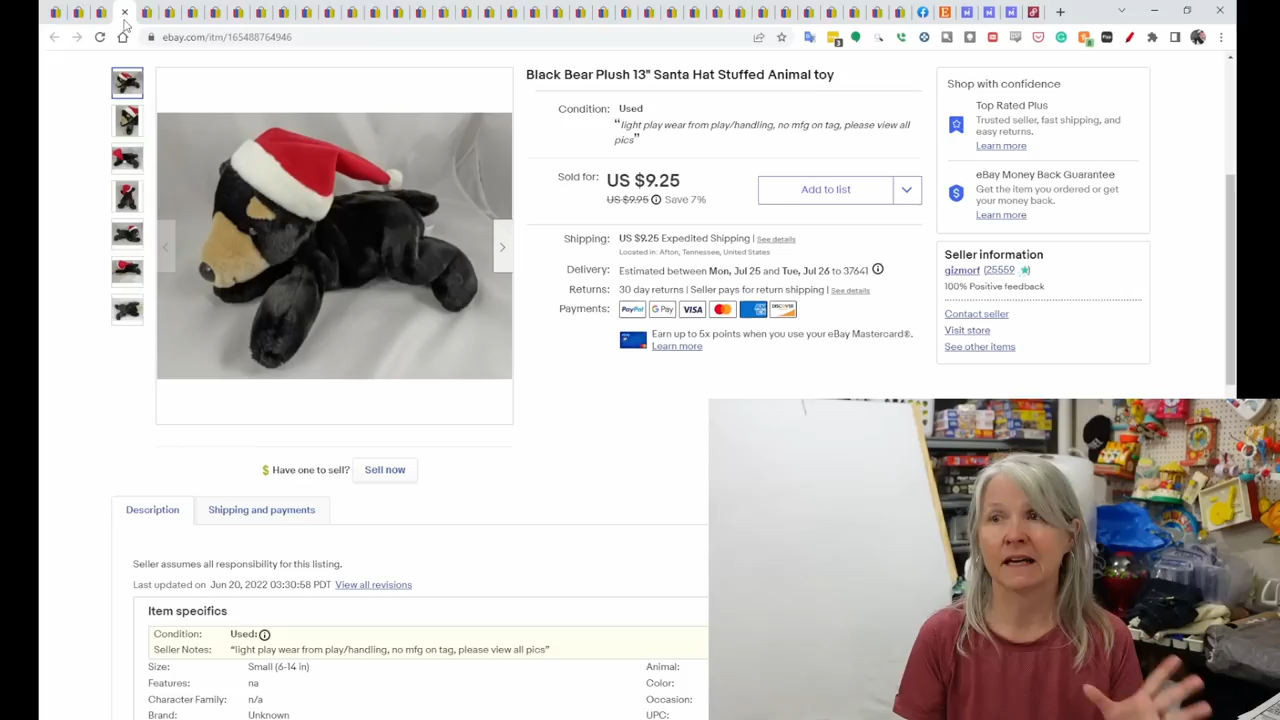 ebay.com/itm/165488764946
Black Bear Plush 13" Santa Hat Stuffed Animal toy
Condition: Used
"light play wear from play/handling, no mfg on tag, please view all
pics"
Sold for: US $9.25
US $9.95 Save 7%
Add to list
Shipping: US $9.25 Expedited Shipping | See details
Located in: Afton, Tennessee, United States
Delivery: Estimated between Mon, Jul 25 and Tue, Jul 26 to 37641
Returns: 30 day returns | Seller pays for return shipping | See details
Payments: PayPal G Pay VISA DISCOVER
Earn up to 5x points when you use your eBay Mastercard®.
Learn more
Shop with confidence
Top Rated Plus
Trusted seller, fast shipping, and
easy returns.
Learn more
eBay Money Back Guarantee
Get the item you ordered or get
your money back.
Learn more
Seller information
gizmorf (25559)
100% Positive feedback
Contact seller
Visit store
See other items
$ Have one to sell? Sell now
Description Shipping and payments
Seller assumes all responsibility for this listing.
Last updated on Jun 20, 2022 03:30:58 PDT View all revisions
Item specifics
Condition: Used:
Seller Notes: "light play wear from play/handling, no mfg on tag, please view all pics"
Size: Small (6-14 in) Animal:
Features: na Color:
Character Family: n/a Occasion:
Brand: Unknown UPC: